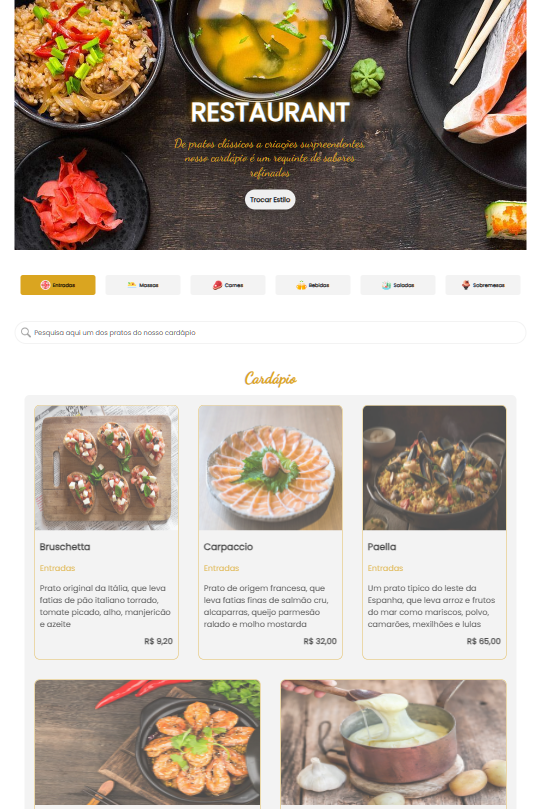 RESTAURANT
De pratos clássicos a criações surpreendentes,
nosso cardápio é um requinte de sabores
refinados
Trocar Estilo
Entradas
Massas
Carnes
Bebidas
Saladas
Sobremesas
Pesquise aqui um dos pratos do nosso cardápio
Cardápio
Bruschetta
Entradas
Prato original da Itália, que leva
fatias de pão italiano torrado,
tomate picado, alho, manjericão
e azeite
R$ 9,20
Carpaccio
Entradas
Prato de origem francesa, que
leva fatias finas de salmão cru,
alcaparras, queijo parmesão
ralado e molho mostarda
R$ 32,00
Paella
Entradas
Um prato típico do leste da
Espanha, que leva arroz e frutos
do mar como mariscos, polvo,
camarões, mexilhões e lulas
R$ 65,00